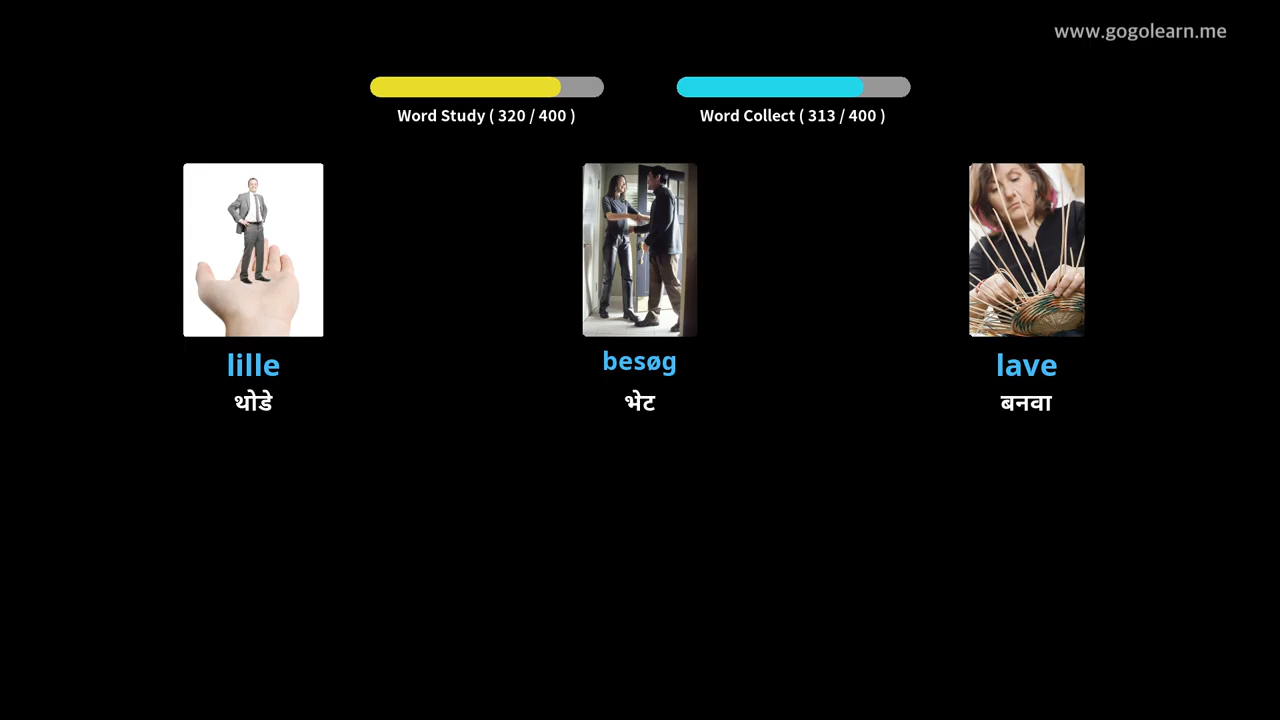 www.gogolearn.me
Word Study ( 320 / 400 )
Word Collect ( 313 / 400 )
lille
besøg
lave
थोडे
भेट
बनवा